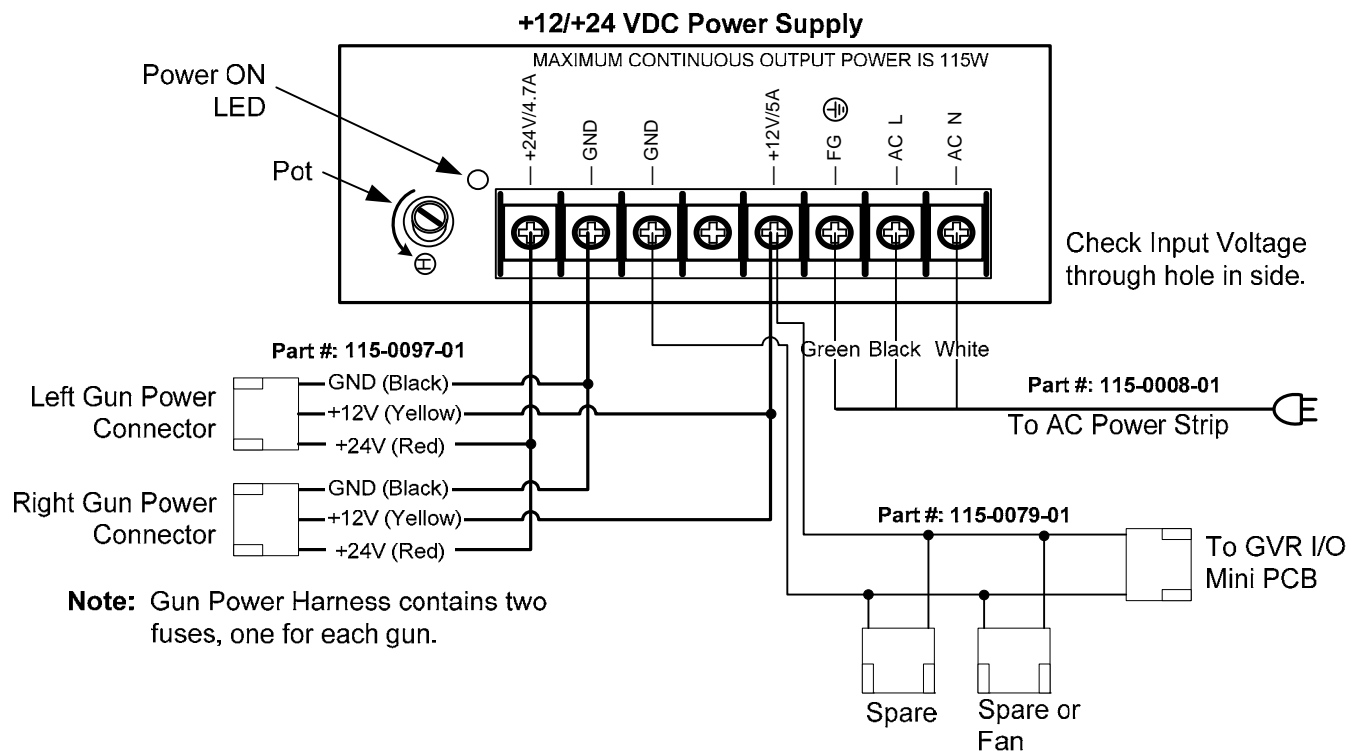 +12/+24 VDC Power Supply
MAXIMUM CONTINUOUS OUTPUT POWER IS 115W
Power ON
LED
Pot
+24V/4.7A
GND
GND
+12V/5A
FG
AC L
AC N
H
Check Input Voltage
through hole in side.
Green Black White
Part #: 115-0097-01
Left Gun Power
Connector
GND (Black)
+12V (Yellow)
+24V (Red)
Part #: 115-0008-01
To AC Power Strip
Right Gun Power
Connector
GND (Black)
+12V (Yellow)
+24V (Red)
Part #: 115-0079-01
To GVR I/O
Mini PCB
Note: Gun Power Harness contains two
fuses, one for each gun.
Spare
Spare or
Fan